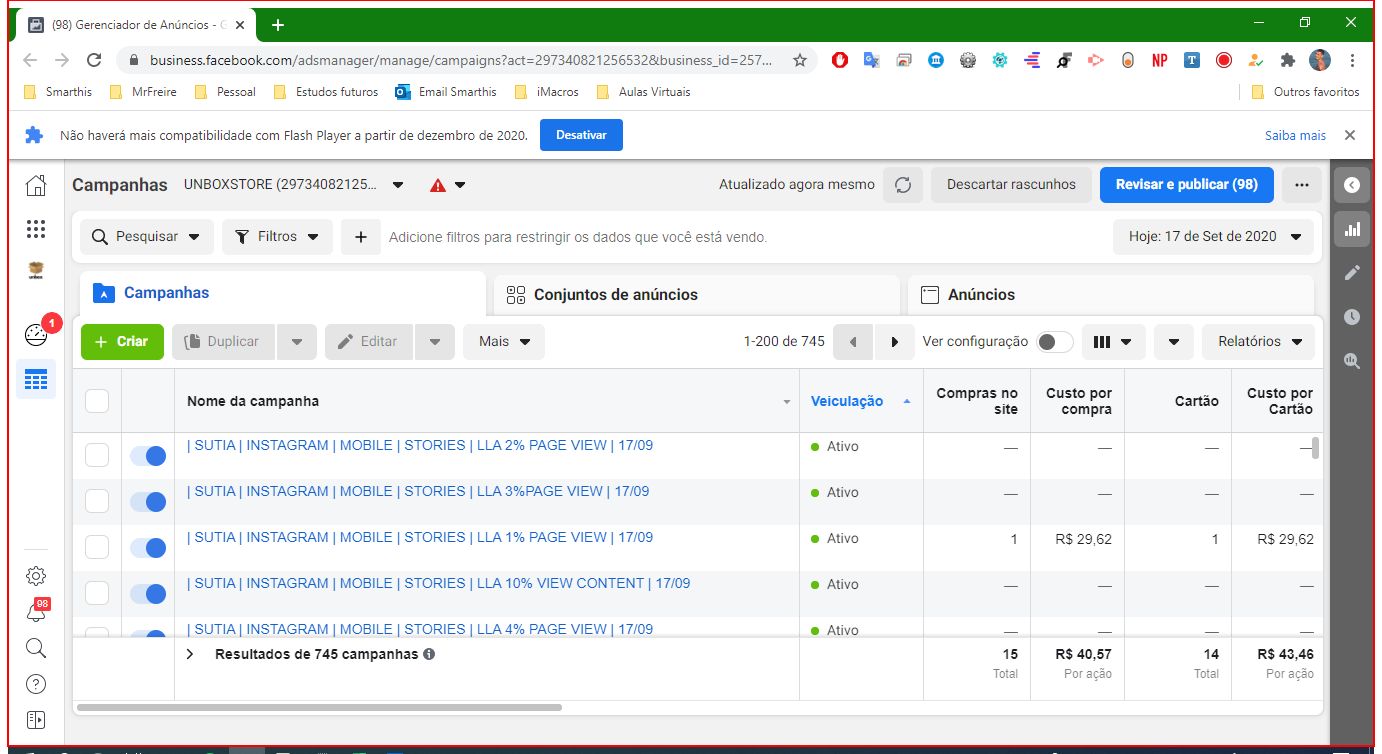 (98) Gerenciador de Anúncios - G
business.facebook.com/adsmanager/manage/campaigns?act=297340821256532&business_id=257...
NP
T
Smarthis MrFreire Pessoal Estudos futuros Email Smarthis iMacros Aulas Virtuais Outros favoritos
Não haverá mais compatibilidade com Flash Player a partir de dezembro de 2020. Desativar Saiba mais
Campanhas UNBOXSTORE (29734082125... Atualizado agora mesmo Descartar rascunhos Revisar e publicar (98)
Pesquisar Filtros + Adicione filtros para restringir os dados que você está vendo. Hoje: 17 de Set de 2020
unbox
1
98
Campanhas Conjuntos de anúncios Anúncios
+ Criar Duplicar Editar Mais 1-200 de 745 Ver configuração Relatórios
Nome da campanha Veiculação Compras no site Custo por compra Cartão Custo por Cartão
| SUTIA | INSTAGRAM | MOBILE | STORIES | LLA 2% PAGE VIEW | 17/09 Ativo — — — —
| SUTIA | INSTAGRAM | MOBILE | STORIES | LLA 3%PAGE VIEW | 17/09 Ativo — — — —
| SUTIA | INSTAGRAM | MOBILE | STORIES | LLA 1% PAGE VIEW | 17/09 Ativo 1 R$ 29,62 1 R$ 29,62
| SUTIA | INSTAGRAM | MOBILE | STORIES | LLA 10% VIEW CONTENT | 17/09 Ativo — — — —
| SUTIA | INSTAGRAM | MOBILE | STORIES | LLA 4% PAGE VIEW | 17/09 Ativo — — — —
Resultados de 745 campanhas 15 R$ 40,57 14 R$ 43,46
Total Por ação Total Por ação